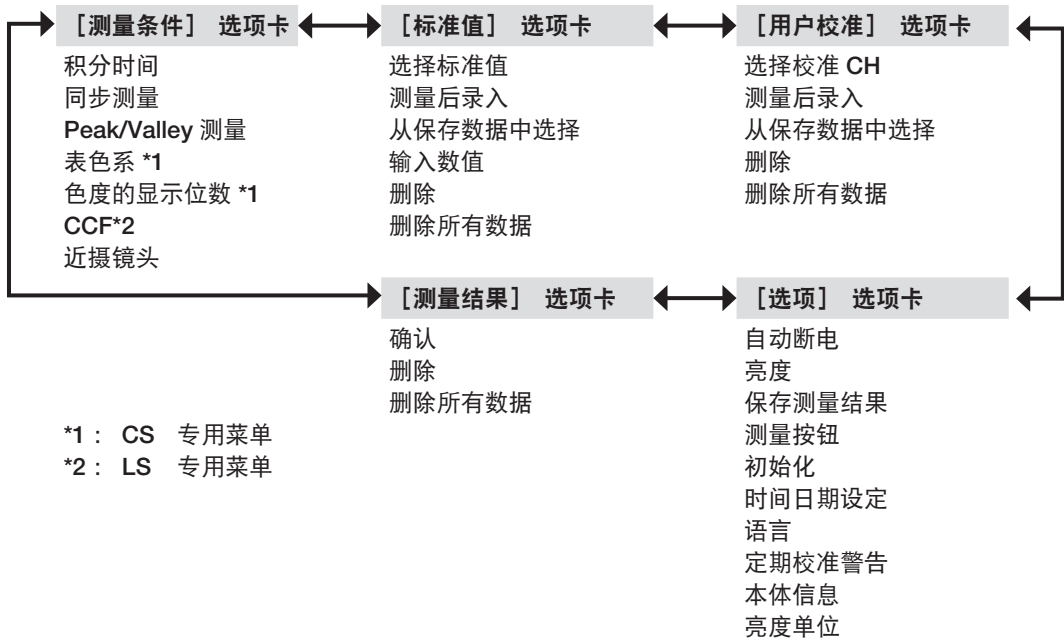 ［测量条件］ 选项卡
积分时间
同步测量
Peak/Valley 测量
表色系 *1
色度的显示位数 *1
CCF*2
近摄镜头
［标准值］ 选项卡
选择标准值
测量后录入
从保存数据中选择
输入数值
删除
删除所有数据
［用户校准］ 选项卡
选择校准 CH
测量后录入
从保存数据中选择
删除
删除所有数据
［测量结果］ 选项卡
确认
删除
删除所有数据
［选项］ 选项卡
自动断电
亮度
保存测量结果
测量按钮
初始化
时间日期设定
语言
定期校准警告
本体信息
亮度单位
*1： CS 专用菜单
*2： LS 专用菜单